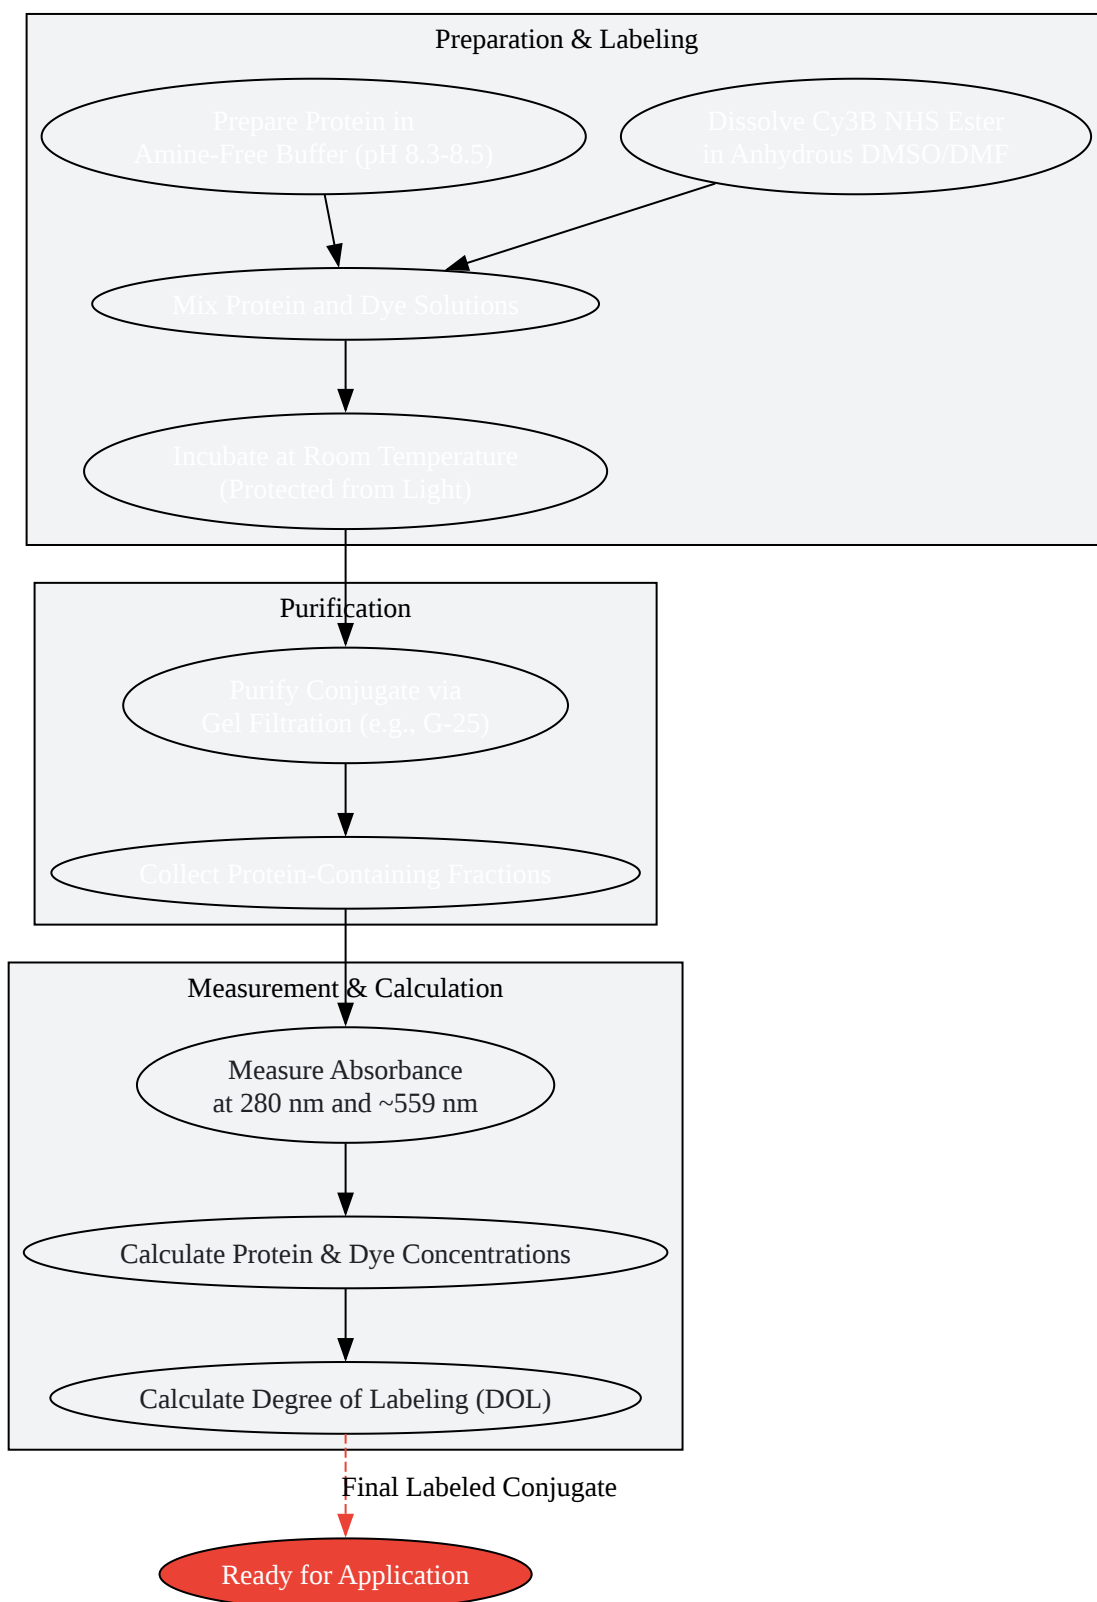 Preparation & Labeling
Prepare Protein in
Amine-Free Buffer (pH 8.3-8.5)
Dissolve Cy3B NHS Ester
in Anhydrous DMSO/DMF
Mix Protein and Dye Solutions
Incubate at Room Temperature
(Protected from Light)
Purification
Purify Conjugate via
Gel Filtration (e.g., G-25)
Collect Protein-Containing Fractions
Measurement & Calculation
Measure Absorbance
at 280 nm and ~559 nm
Calculate Protein & Dye Concentrations
Calculate Degree of Labeling (DOL)
Final Labeled Conjugate
Ready for Application